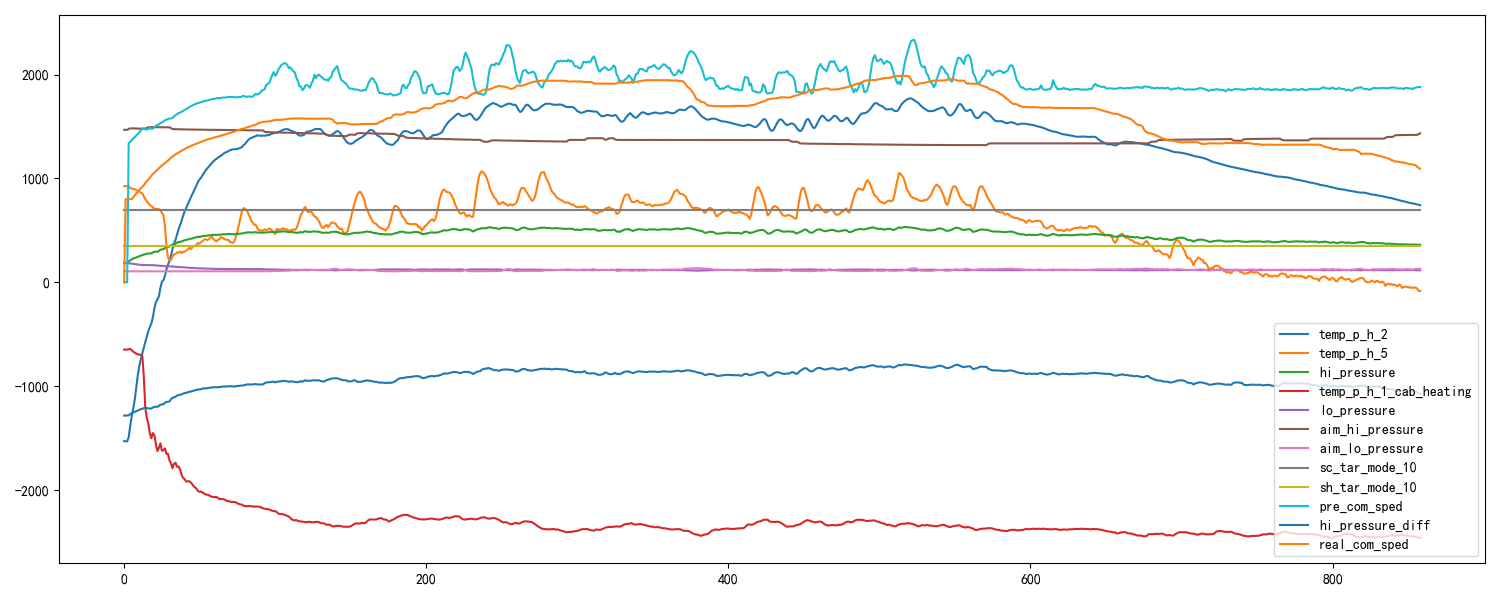 2000
1000
0
−1000
−2000
0
200
400
600
800
temp_p_h_2
temp_p_h_5
hi_pressure
temp_p_h_1_cab_heating
lo_pressure
aim_hi_pressure
aim_lo_pressure
sc_tar_mode_10
sh_tar_mode_10
pre_com_sped
hi_pressure_diff
real_com_sped